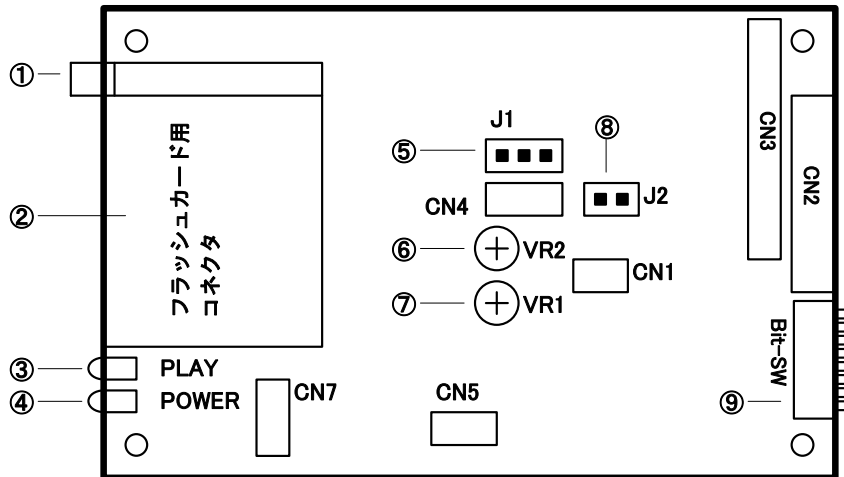 ①
②
③
④
⑤
⑥
⑦
⑧
⑨
フラッシュカード用
コネクタ
J1
J2
CN4
VR2
VR1
CN1
CN3
CN2
Bit-SW
PLAY
POWER
CN7
CN5